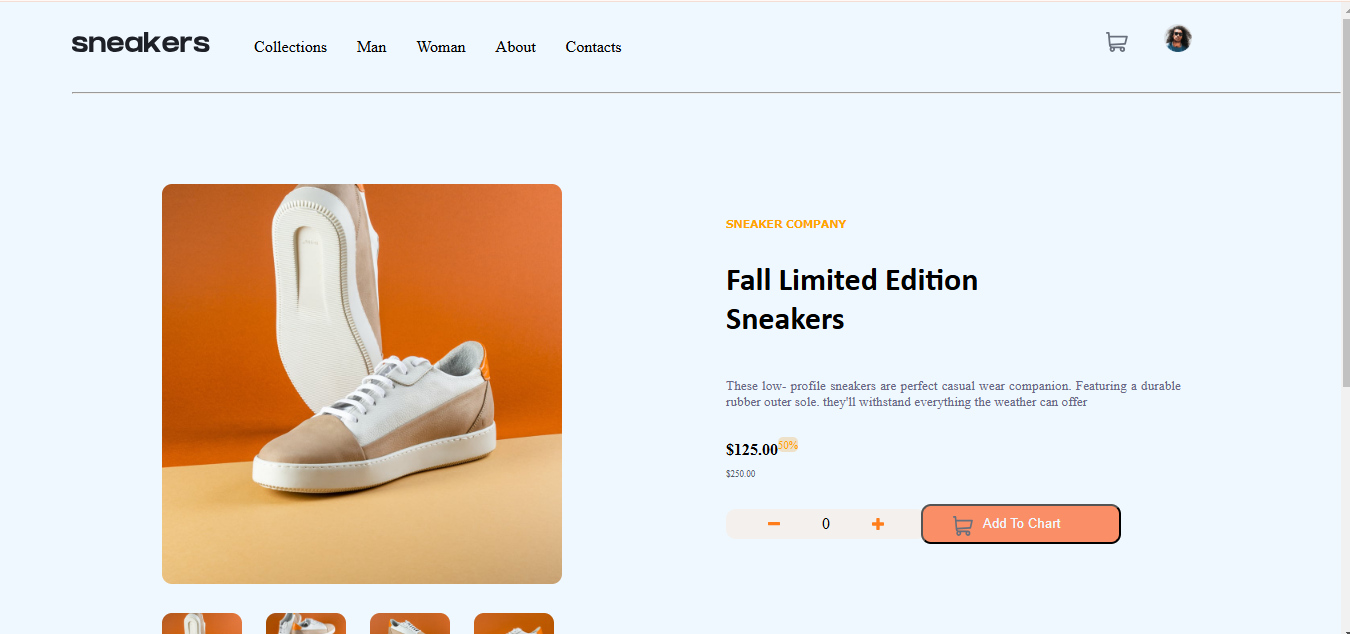 sneakers Collections Man Woman About Contacts
SNEAKER COMPANY
Fall Limited Edition
Sneakers
These low- profile sneakers are perfect casual wear companion. Featuring a durable
rubber outer sole. they'll withstand everything the weather can offer
$125.00 50%
$250.00
0 Add To Chart